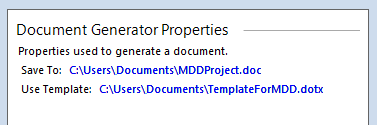 Document Generator Properties
Properties used to generate a document.
Save To: C:\Users\Documents\MDDProject.doc
Use Template: C:\Users\Documents\TemplateForMDD.dotx